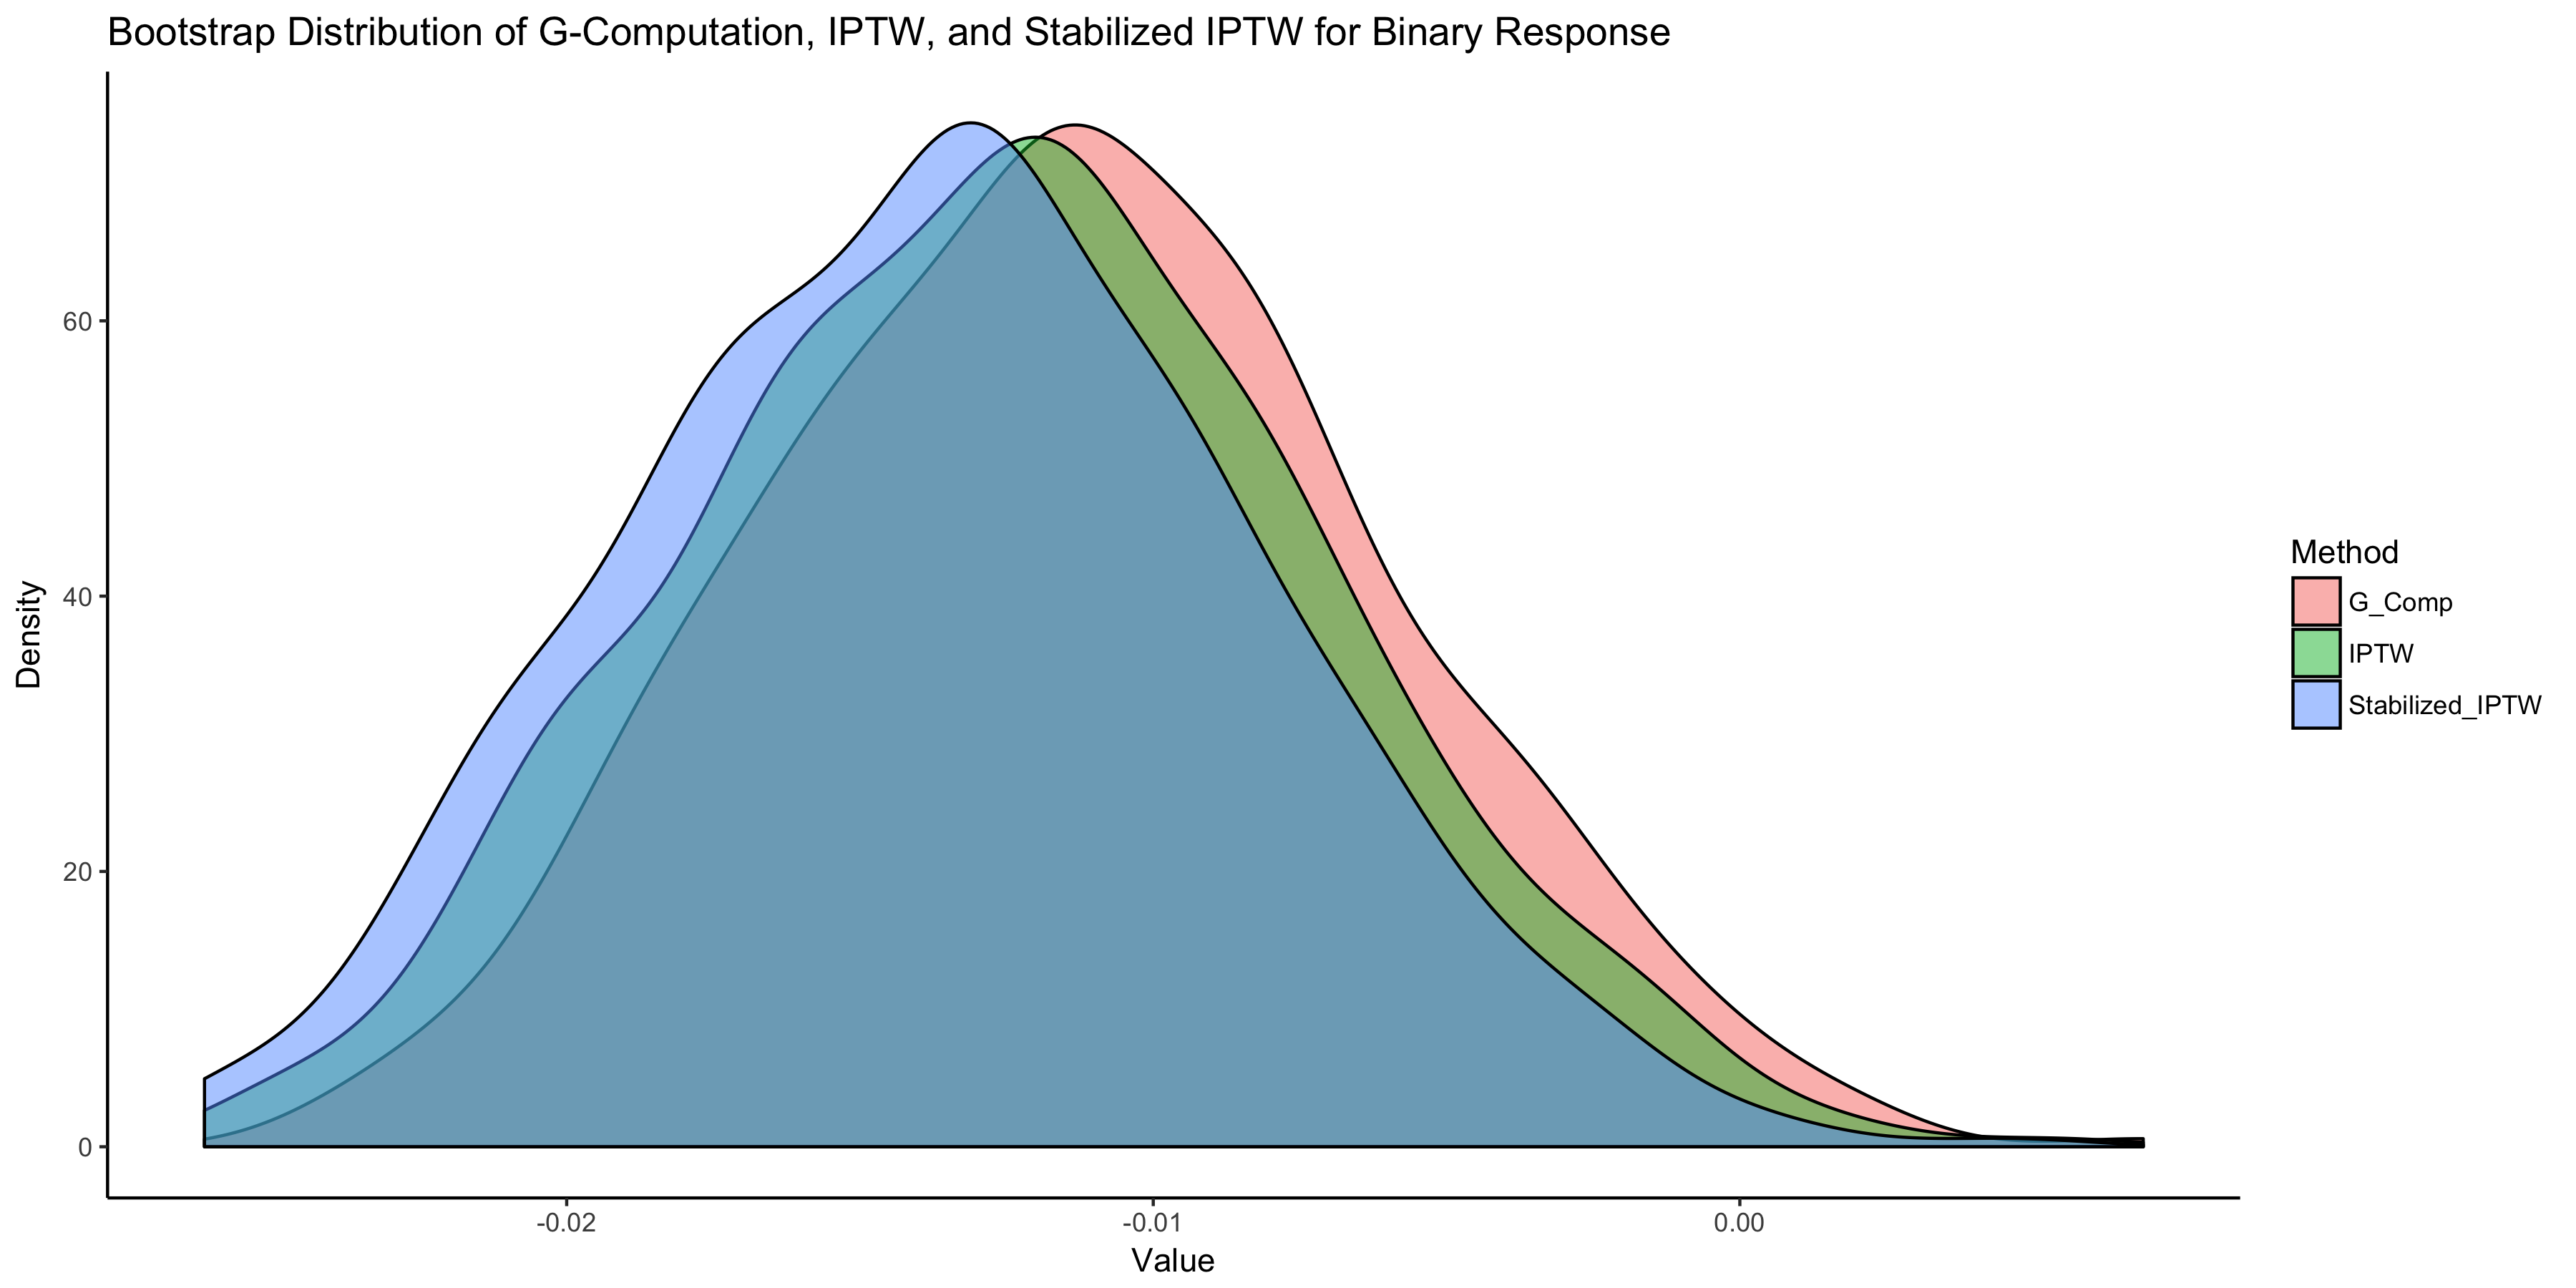 Bootstrap Distribution of G-Computation, IPTW, and Stabilized IPTW for Binary Response
Density
60
40
20
0
-0.02
-0.01
0.00
Value
Method
G_Comp
IPTW
Stabilized_IPTW